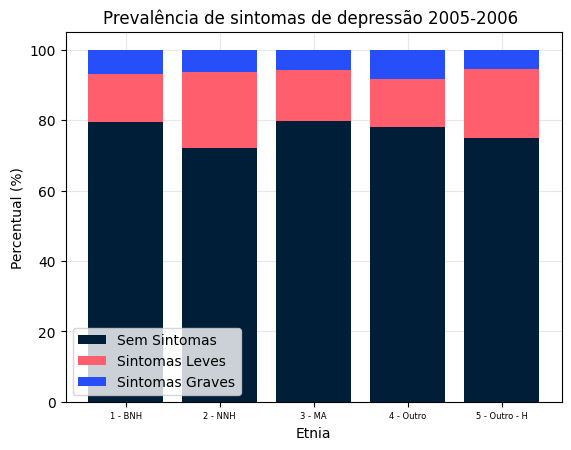 Prevalência de sintomas de depressão 2005-2006
Percentual (%)
100
80
60
40
20
0
Sem Sintomas
Sintomas Leves
Sintomas Graves
1 - BNH
2 - NNH
3 - MA
4 - Outro
5 - Outro - H
Etnia